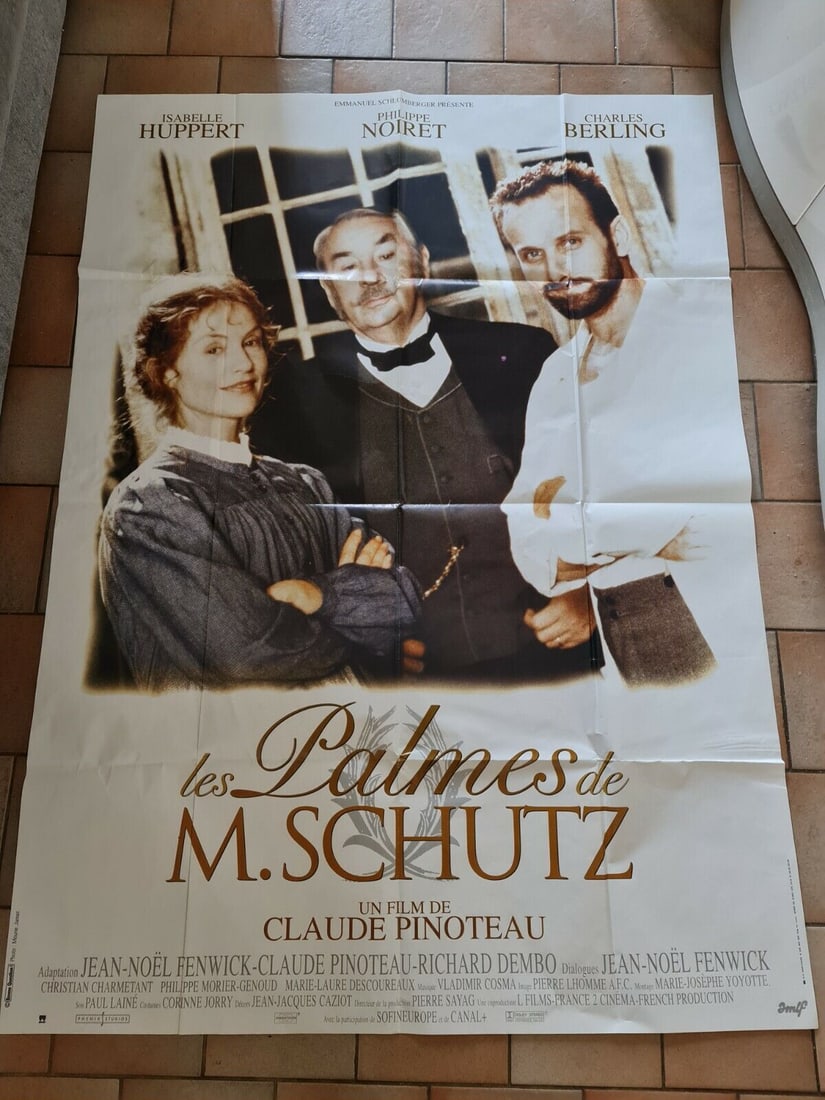 EMMANUEL SCHLUMBERGER PRÉSENTE
ISABELLE HUPPERT
PHILIPPE NOIRET
CHARLES BERLING
les Palmes de
M. SCHUTZ
UN FILM DE
CLAUDE PINOTEAU
Adaptation JEAN-NOËL FENWICK-CLAUDE PINOTEAU-RICHARD DEMBO Dialogues JEAN-NOËL FENWICK
CHRISTIAN CHARMETANT PHILIPPE MORIER-GENOUD MARIE-LAURE DESCOUREAUX Musique VLADIMIR COSMA Image PIERRE LHOMME A.F.C. Montage MARIE-JOSÈPHE YOYOTTE
Son PAUL LAINÉ Costumes CORINNE JORRY Décors JEAN-JACQUES CAZIOT Directeur de la production PIERRE SAYAG Une coproduction L FILMS-FRANCE 2 CINÉMA-FRENCH PRODUCTION
PREMIER STUDIOS
Avec la participation de SOFINEUROPE et de CANAL+
DOLBY STEREO